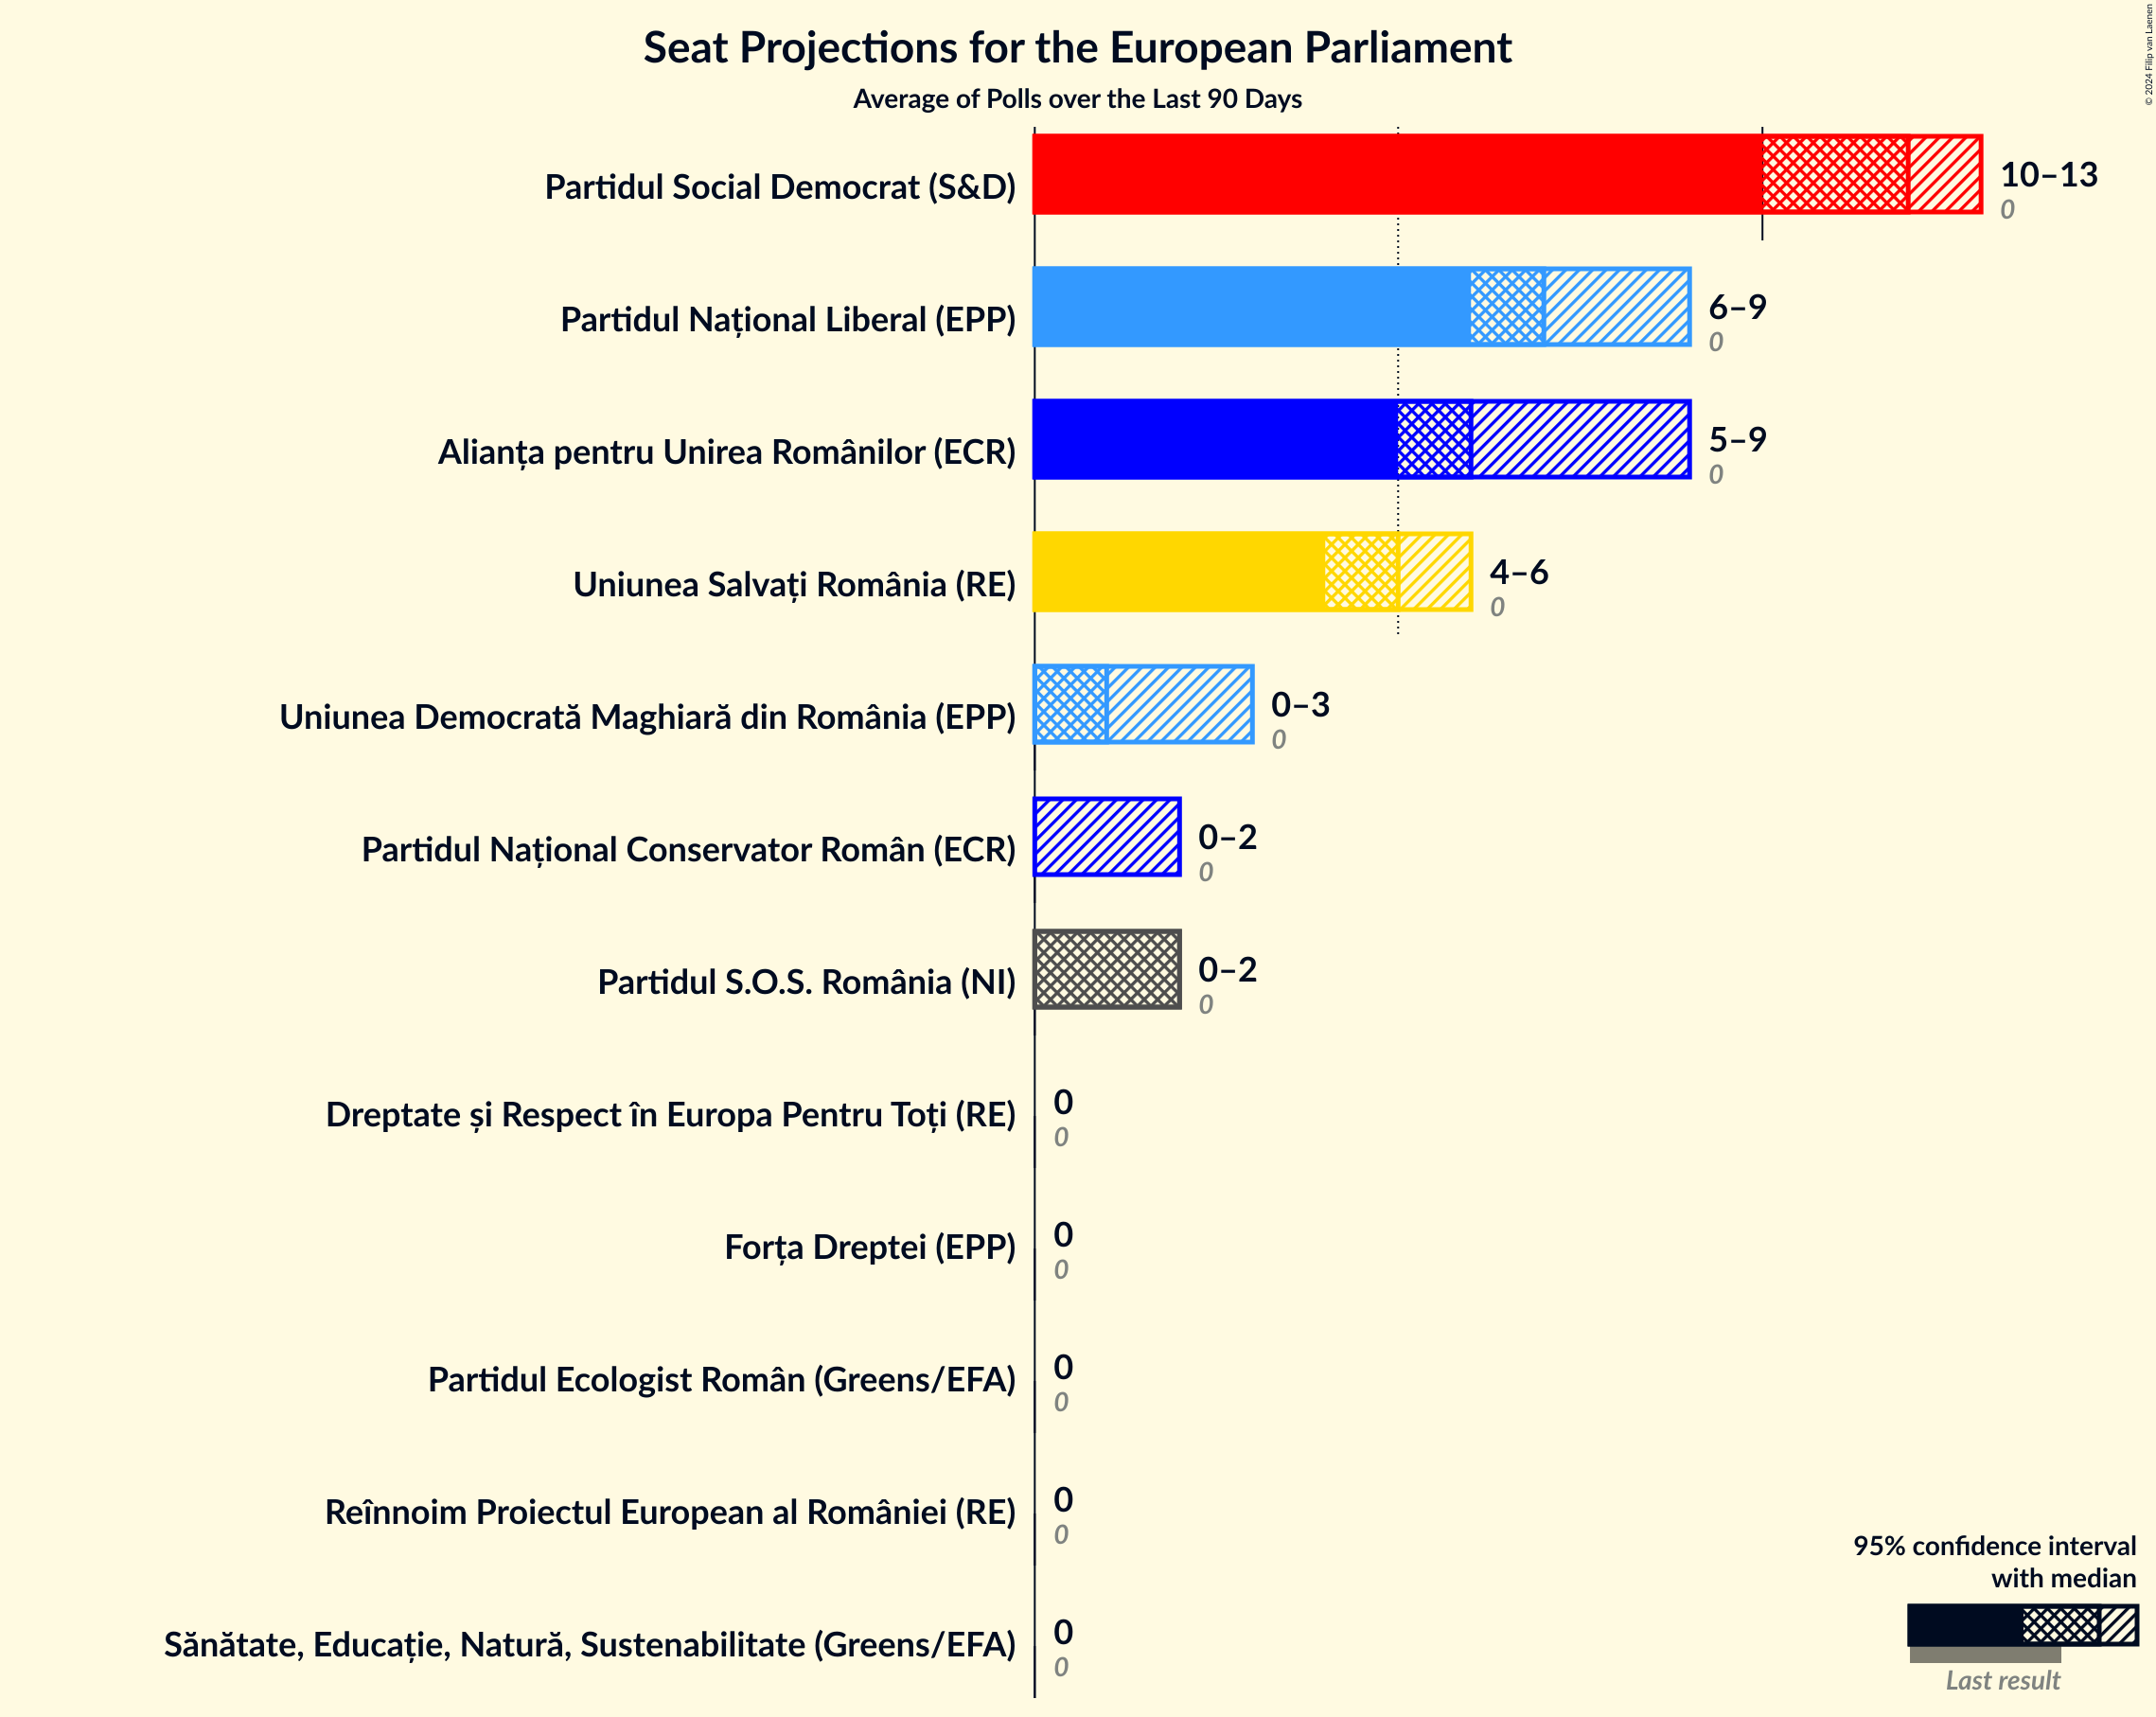 Seat Projections for the European Parliament
Average of Polls over the Last 90 Days
© 2024 Filip van Laenen
Partidul Social Democrat (S&D)
10–13
0
Partidul Național Liberal (EPP)
6–9
0
Alianța pentru Unirea Românilor (ECR)
5–9
0
Uniunea Salvați România (RE)
4–6
0
Uniunea Democrată Maghiară din România (EPP)
0–3
0
Partidul Național Conservator Român (ECR)
0–2
0
Partidul S.O.S. România (NI)
0–2
0
Dreptate și Respect în Europa Pentru Toți (RE)
0
0
Forța Dreptei (EPP)
0
0
Partidul Ecologist Român (Greens/EFA)
0
0
Reînnoim Proiectul European al României (RE)
0
0
Sănătate, Educație, Natură, Sustenabilitate (Greens/EFA)
0
0
95% confidence interval
with median
Last result